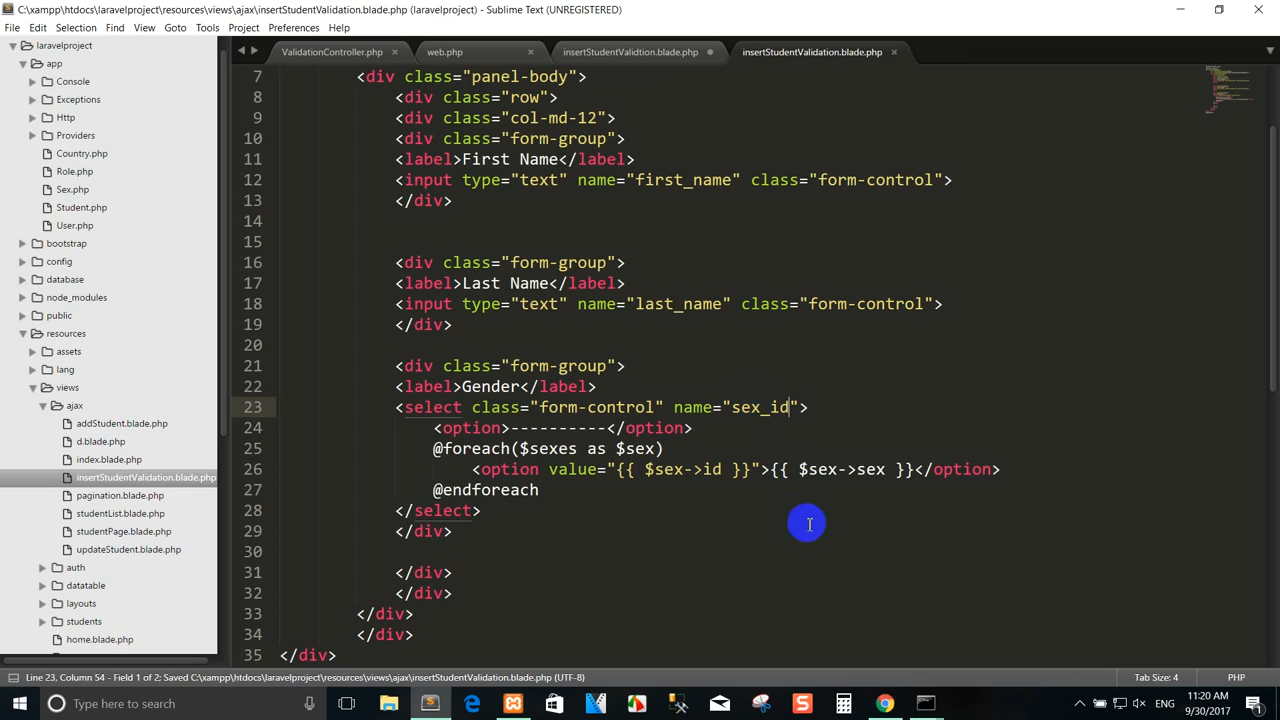 C:\xampp\htdocs\laravelproject\resources\views\ajax\insertStudentValidation.blade.php (laravelproject) - Sublime Text (UNREGISTERED)
File Edit Selection Find View Goto Tools Project Preferences Help
laravelproject
app
Console
Exceptions
Http
Providers
Country.php
Role.php
Sex.php
Student.php
User.php
bootstrap
config
database
node_modules
public
resources
assets
lang
views
ajax
addStudent.blade.php
d.blade.php
index.blade.php
insertStudentValidation.blade.php
pagination.blade.php
studentList.blade.php
studentPage.blade.php
updateStudent.blade.php
auth
datatable
layouts
students
home.blade.php
ValidationController.php web.php insertStudentValidtion.blade.php insertStudentValidation.blade.php
7 <div class="panel-body">
8 <div class="row">
9 <div class="col-md-12">
10 <div class="form-group">
11 <label>First Name</label>
12 <input type="text" name="first_name" class="form-control">
13 </div>
14
15
16 <div class="form-group">
17 <label>Last Name</label>
18 <input type="text" name="last_name" class="form-control">
19 </div>
20
21 <div class="form-group">
22 <label>Gender</label>
23 <select class="form-control" name="sex_id">
24 <option>----------</option>
25 @foreach($sexes as $sex)
26 <option value="{{ $sex->id }}">{{ $sex->sex }}</option>
27 @endforeach
28 </select>
29 </div>
30
31 </div>
32 </div>
33 </div>
34 </div>
35 </div>
Line 23, Column 54 - Field 1 of 2; Saved C:\xampp\htdocs\laravelproject\resources\views\ajax\insertStudentValidation.blade.php (UTF-8) Tab Size: 4 PHP
Type here to search
ENG
11:20 AM
9/30/2017